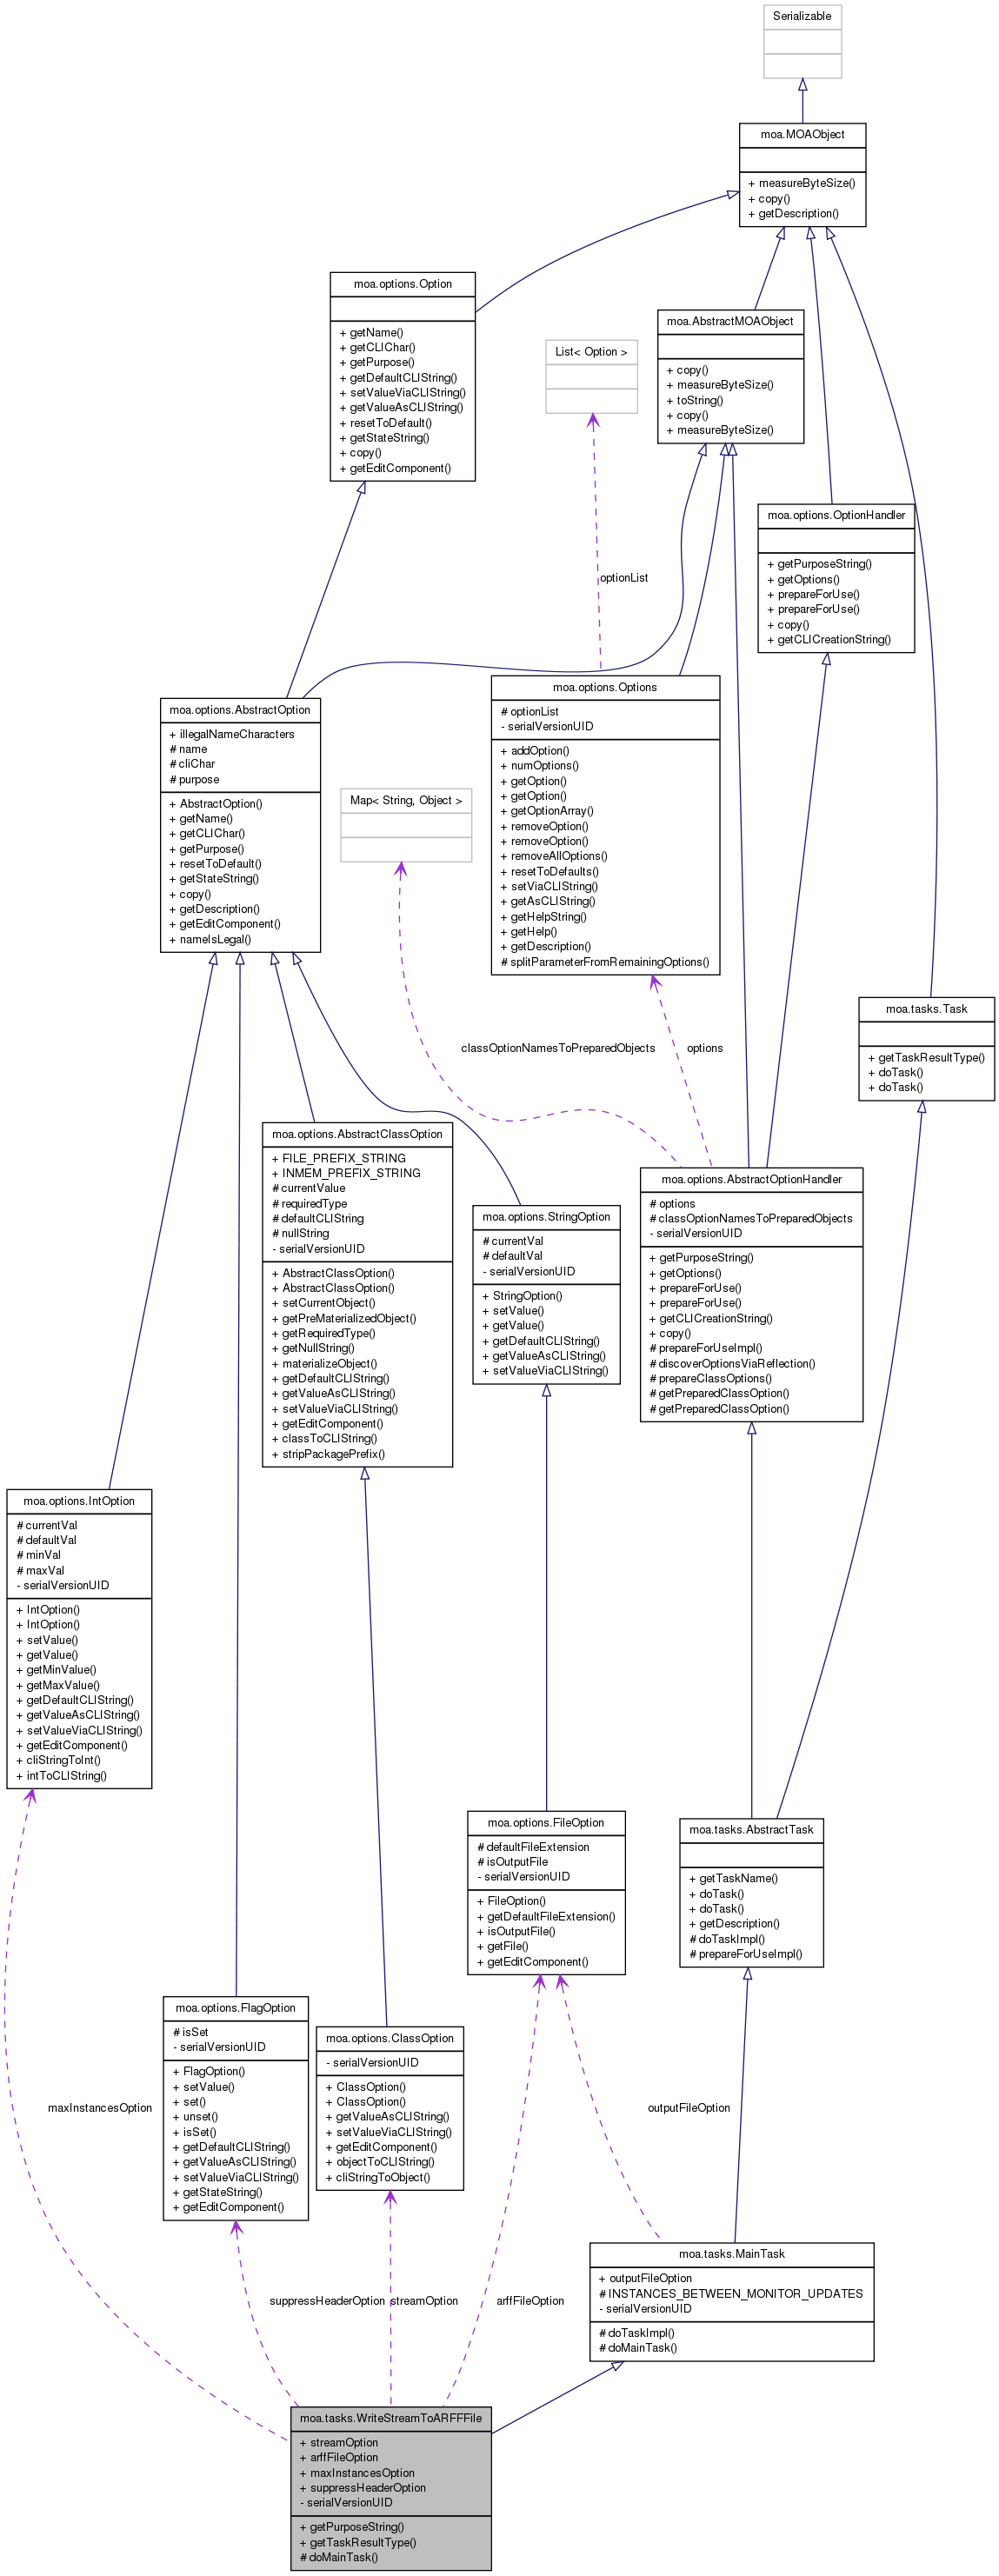 Serializable
moa.MOAObject
+ measureByteSize()
+ copy()
+ getDescription()
moa.options.Option
+ getName()
+ getCLIChar()
+ getPurpose()
+ getDefaultCLIString()
+ setValueViaCLIString()
+ getValueAsCLIString()
+ resetToDefault()
+ getStateString()
+ copy()
+ getEditComponent()
List< Option >
moa.AbstractMOAObject
+ copy()
+ measureByteSize()
+ toString()
+ copy()
+ measureByteSize()
moa.options.OptionHandler
+ getPurposeString()
+ getOptions()
+ prepareForUse()
+ prepareForUse()
+ copy()
+ getCLICreationString()
optionList
moa.options.AbstractOption
+ illegalNameCharacters
# name
# cliChar
# purpose
+ AbstractOption()
+ getName()
+ getCLIChar()
+ getPurpose()
+ resetToDefault()
+ getStateString()
+ copy()
+ getDescription()
+ getEditComponent()
+ nameIsLegal()
Map< String, Object >
moa.options.Options
# optionList
- serialVersionUID
+ addOption()
+ numOptions()
+ getOption()
+ getOption()
+ getOptionArray()
+ removeOption()
+ removeOption()
+ removeAllOptions()
+ resetToDefaults()
+ setViaCLIString()
+ getAsCLIString()
+ getHelpString()
+ getHelp()
+ getDescription()
# splitParameterFromRemainingOptions()
moa.tasks.Task
+ getTaskResultType()
+ doTask()
+ doTask()
classOptionNamesToPreparedObjects
options
moa.options.AbstractClassOption
+ FILE_PREFIX_STRING
+ INMEM_PREFIX_STRING
# currentValue
# requiredType
# defaultCLIString
# nullString
- serialVersionUID
+ AbstractClassOption()
+ AbstractClassOption()
+ setCurrentObject()
+ getPreMaterializedObject()
+ getRequiredType()
+ getNullString()
+ materializeObject()
+ getDefaultCLIString()
+ getValueAsCLIString()
+ setValueViaCLIString()
+ getEditComponent()
+ classToCLIString()
+ stripPackagePrefix()
moa.options.StringOption
# currentVal
# defaultVal
- serialVersionUID
+ StringOption()
+ setValue()
+ getValue()
+ getDefaultCLIString()
+ getValueAsCLIString()
+ setValueViaCLIString()
moa.options.AbstractOptionHandler
# options
# classOptionNamesToPreparedObjects
- serialVersionUID
+ getPurposeString()
+ getOptions()
+ prepareForUse()
+ prepareForUse()
+ getCLICreationString()
+ copy()
# prepareForUseImpl()
# discoverOptionsViaReflection()
# prepareClassOptions()
# getPreparedClassOption()
# getPreparedClassOption()
moa.options.IntOption
# currentVal
# defaultVal
# minVal
# maxVal
- serialVersionUID
+ IntOption()
+ IntOption()
+ setValue()
+ getValue()
+ getMinValue()
+ getMaxValue()
+ getDefaultCLIString()
+ getValueAsCLIString()
+ setValueViaCLIString()
+ getEditComponent()
+ cliStringToInt()
+ intToCLIString()
moa.options.FileOption
# defaultFileExtension
# isOutputFile
- serialVersionUID
+ FileOption()
+ getDefaultFileExtension()
+ isOutputFile()
+ getFile()
+ getEditComponent()
moa.tasks.AbstractTask
+ getTaskName()
+ doTask()
+ doTask()
+ getDescription()
# doTaskImpl()
# prepareForUseImpl()
moa.options.FlagOption
# isSet
- serialVersionUID
+ FlagOption()
+ setValue()
+ set()
+ unset()
+ isSet()
+ getDefaultCLIString()
+ getValueAsCLIString()
+ setValueViaCLIString()
+ getStateString()
+ getEditComponent()
moa.options.ClassOption
- serialVersionUID
+ ClassOption()
+ ClassOption()
+ getValueAsCLIString()
+ setValueViaCLIString()
+ getEditComponent()
+ objectToCLIString()
+ cliStringToObject()
maxInstancesOption
outputFileOption
moa.tasks.MainTask
+ outputFileOption
# INSTANCES_BETWEEN_MONITOR_UPDATES
- serialVersionUID
# doTaskImpl()
# doMainTask()
suppressHeaderOption
streamOption
arffFileOption
moa.tasks.WriteStreamToARFFFile
+ streamOption
+ arffFileOption
+ maxInstancesOption
+ suppressHeaderOption
- serialVersionUID
+ getPurposeString()
+ getTaskResultType()
# doMainTask()